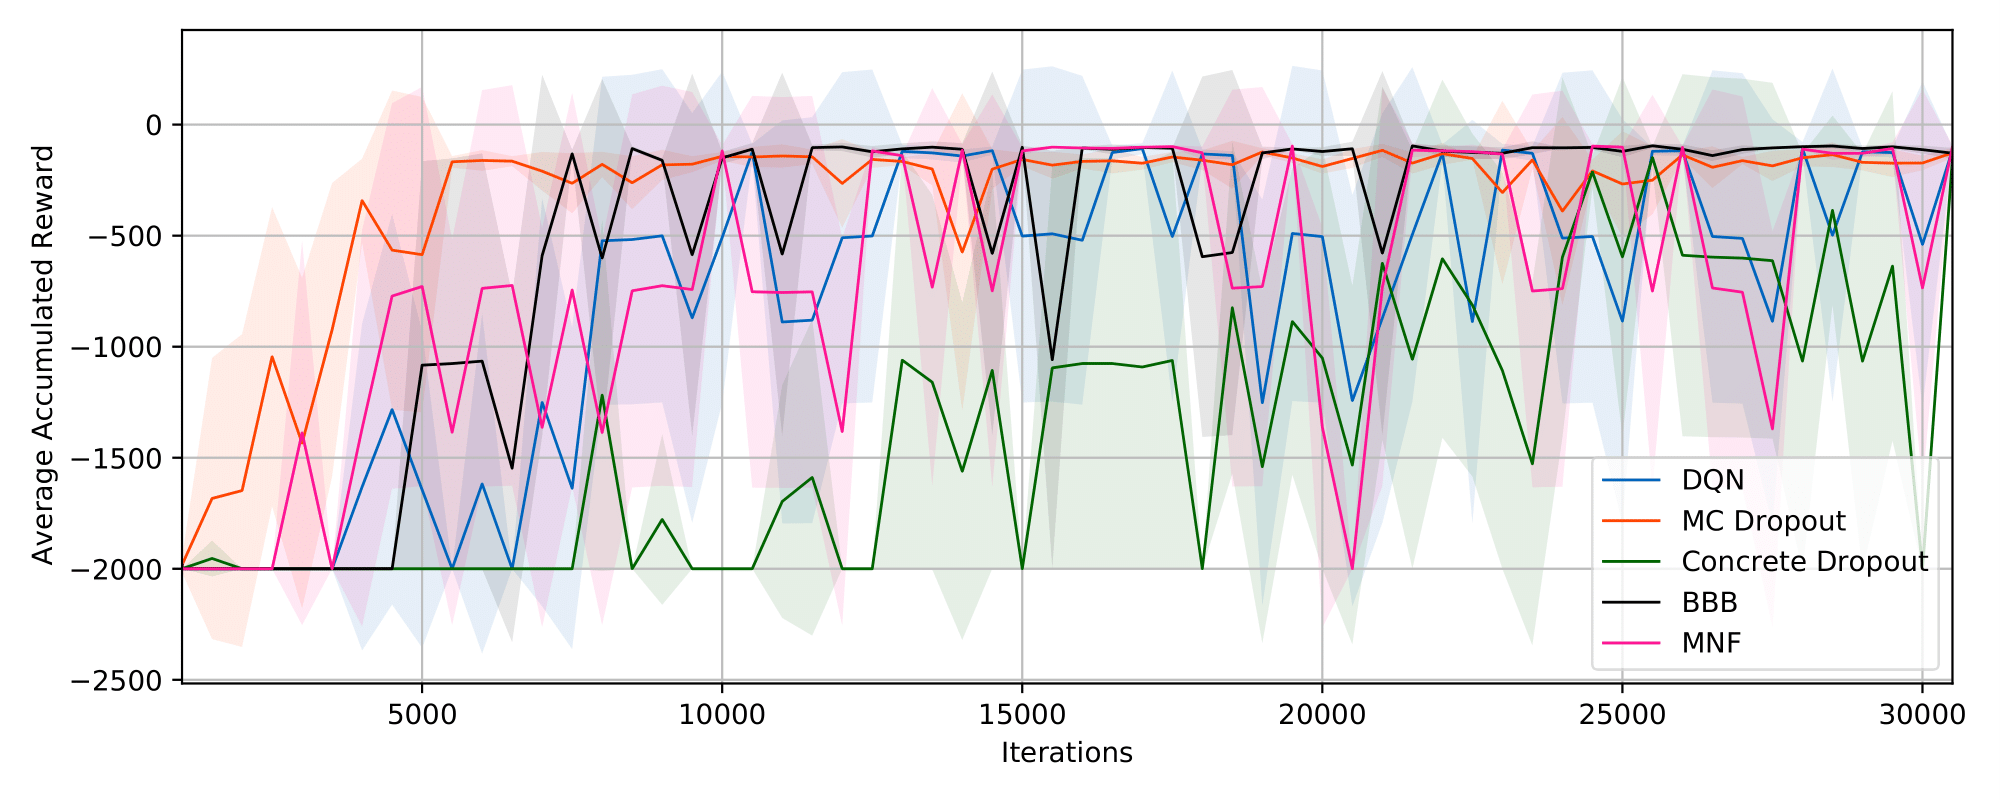 Average Accumulated Reward
0
−500
−1000
−1500
−2000
−2500
5000
10000
15000
20000
25000
30000
Iterations
DQN
MC Dropout
Concrete Dropout
BBB
MNF